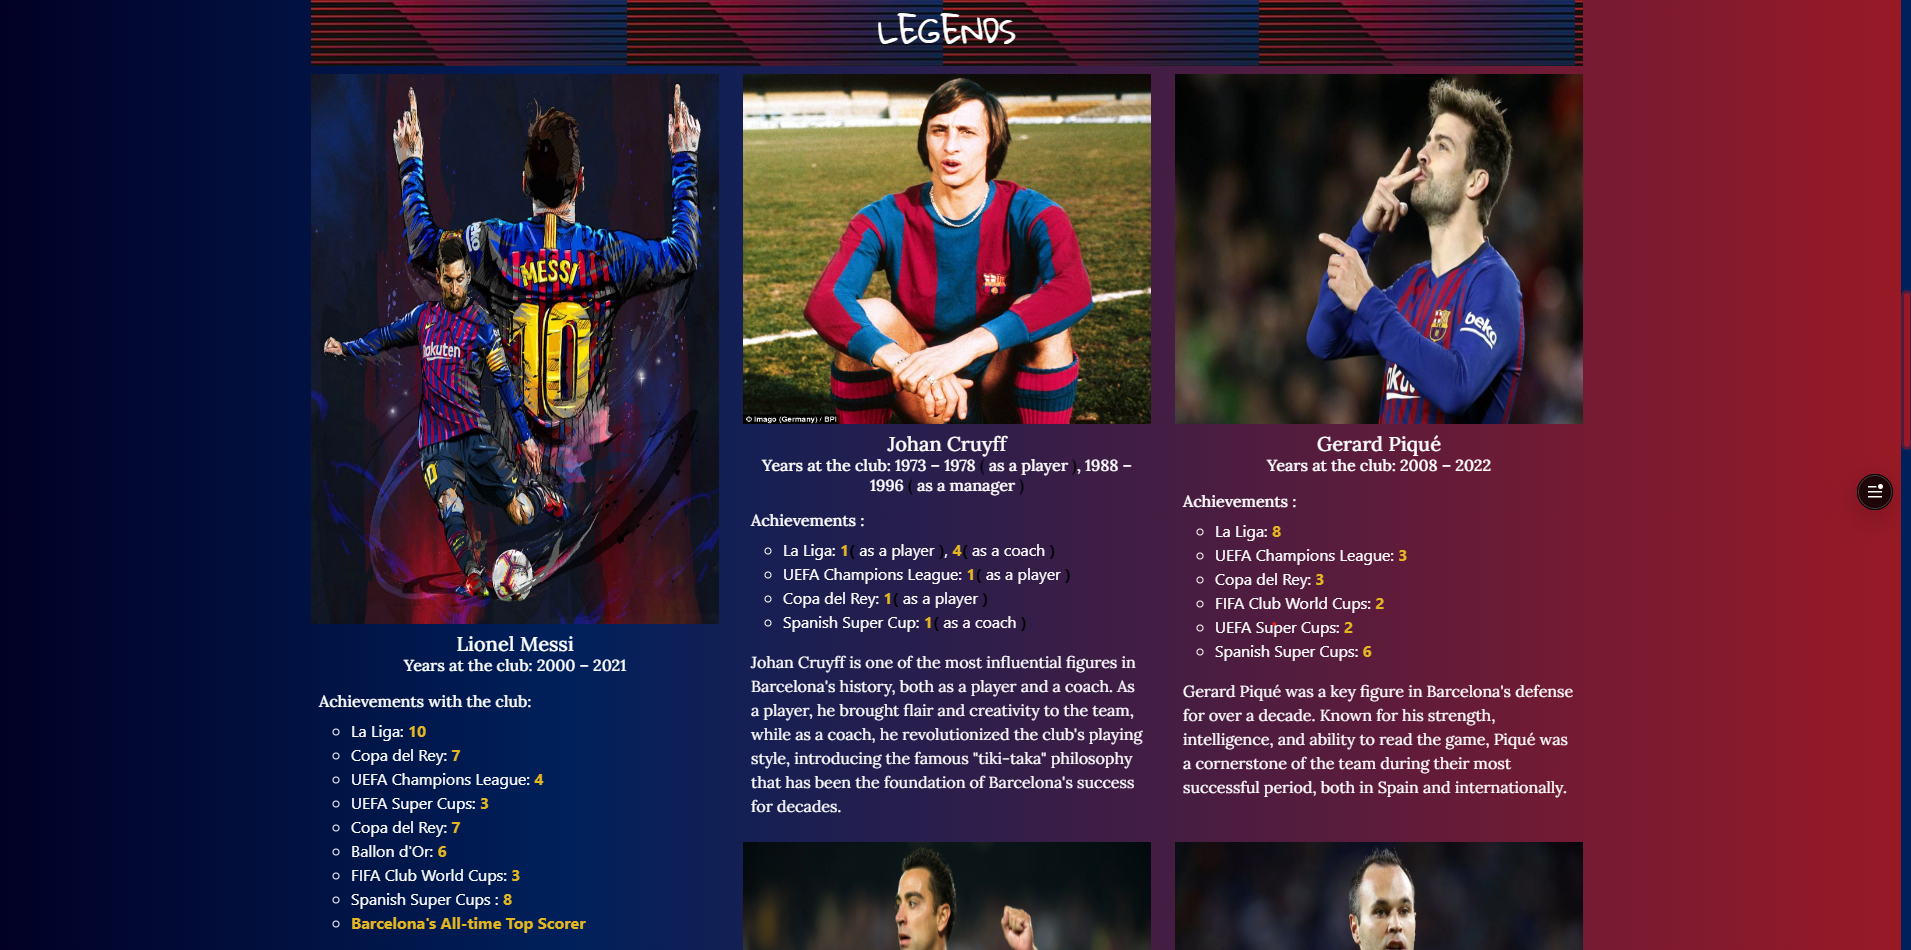 LEGENDS
MESSI
10
Rakuten
10
Lionel Messi
Years at the club: 2000 – 2021
Achievements with the club:
La Liga: 10
Copa del Rey: 7
UEFA Champions League: 4
UEFA Super Cups: 3
Copa del Rey: 7
Ballon d'Or: 6
FIFA Club World Cups: 3
Spanish Super Cups : 8
Barcelona's All-time Top Scorer
© Imago (Germany) / BPI
Johan Cruyff
Years at the club: 1973 – 1978 ( as a player ), 1988 –
1996 ( as a manager )
Achievements :
La Liga: 1( as a player ), 4( as a coach )
UEFA Champions League: 1( as a player )
Copa del Rey: 1( as a player )
Spanish Super Cup: 1( as a coach )
Johan Cruyff is one of the most influential figures in
Barcelona's history, both as a player and a coach. As
a player, he brought flair and creativity to the team,
while as a coach, he revolutionized the club's playing
style, introducing the famous "tiki-taka" philosophy
that has been the foundation of Barcelona's success
for decades.
beko
Gerard Piqué
Years at the club: 2008 – 2022
Achievements :
La Liga: 8
UEFA Champions League: 3
Copa del Rey: 3
FIFA Club World Cups: 2
UEFA Super Cups: 2
Spanish Super Cups: 6
Gerard Piqué was a key figure in Barcelona's defense
for over a decade. Known for his strength,
intelligence, and ability to read the game, Piqué was
a cornerstone of the team during their most
successful period, both in Spain and internationally.